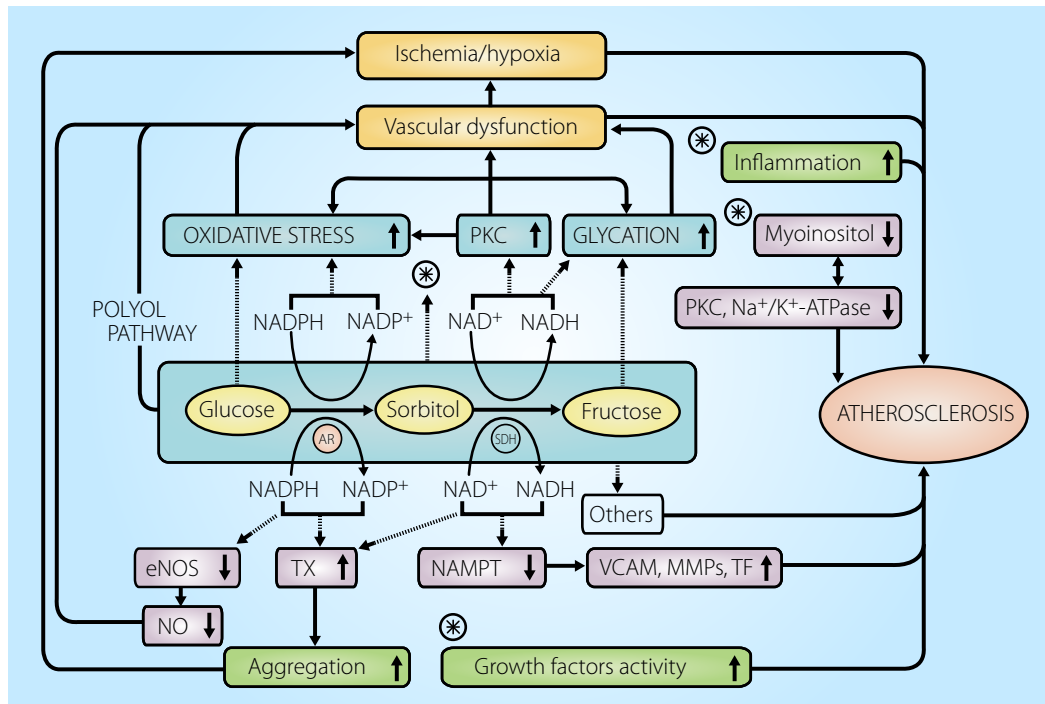 Ischemia/hypoxia
Vascular dysfunction
Inflammation
OXIDATIVE STRESS
PKC
GLYCATION
Myoinositol
POLYOL
PATHWAY
NADPH
NADP+
NAD+
NADH
PKC, Na+/K+-ATPase
Glucose
Sorbitol
Fructose
ATHEROSCLEROSIS
AR
SDH
NADPH
NADP+
NAD+
NADH
Others
eNOS
TX
NAMPT
VCAM, MMPs, TF
NO
Aggregation
Growth factors activity